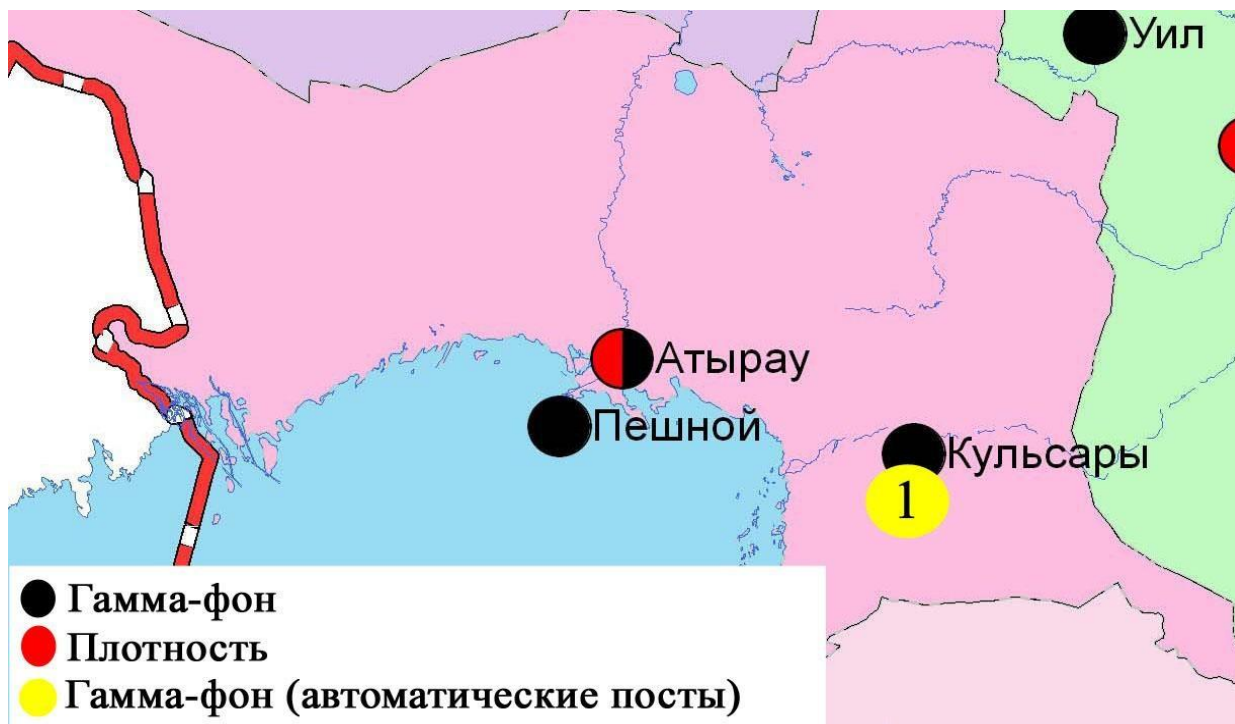 Уил
Атырау
Пешной
Кульсары
1
Гамма-фон
Плотность
Гамма-фон (автоматические посты)